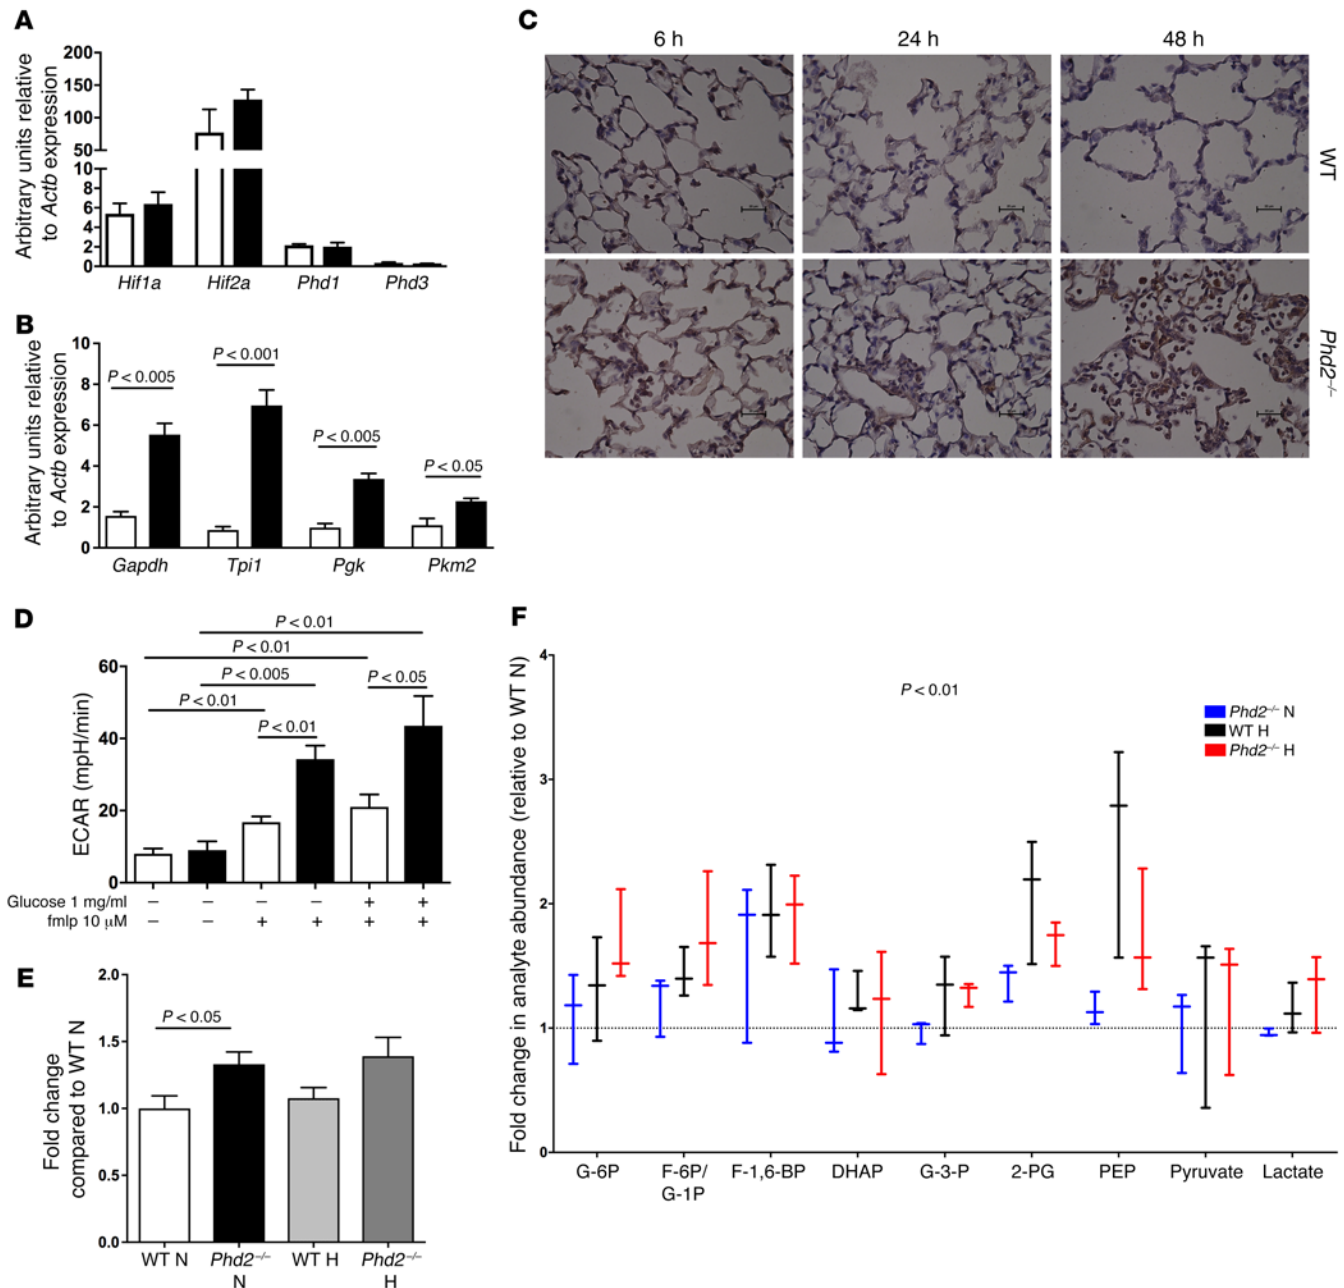 A
Arbitrary units relative
to Actb expression
200
150
100
50
10
8
6
4
2
0
Hif1a Hif2a Phd1 Phd3
B
Arbitrary units relative
to Actb expression
10
8
6
4
2
0
P < 0.005
P < 0.001
P < 0.005
P < 0.05
Gapdh Tpi1 Pgk Pkm2
C
6 h 24 h 48 h
WT
Phd2–/–
D
ECAR (mpH/min)
60
40
20
0
P < 0.01
P < 0.01
P < 0.005
P < 0.05
P < 0.01
P < 0.01
Glucose 1 mg/ml – – – – + +
fmlp 10 µM – – + + + +
E
Fold change
compared to WT N
2.0
1.5
1.0
0.5
0.0
P < 0.05
WT N Phd2–/– N WT H Phd2–/– H
F
Fold change in analyte abundance (relative to WT N)
4
3
2
1
0
P < 0.01
Phd2–/– N
WT H
Phd2–/– H
G-6P F-6P/ G-1P F-1,6-BP DHAP G-3-P 2-PG PEP Pyruvate Lactate